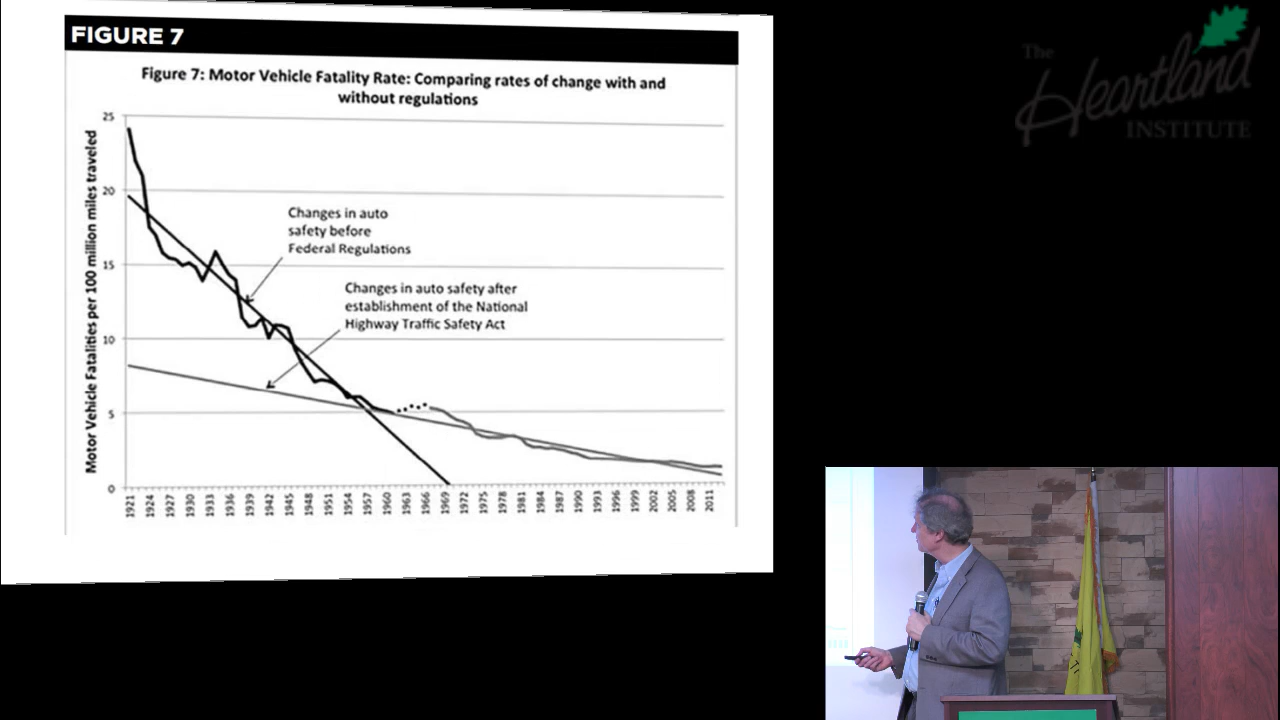 FIGURE 7
Figure 7: Motor Vehicle Fatality Rate: Comparing rates of change with and
without regulations
Motor Vehicle Fatalities per 100 million miles traveled
25
20
15
10
5
0
Changes in auto
safety before
Federal Regulations
Changes in auto safety after
establishment of the National
Highway Traffic Safety Act
1921
1924
1927
1930
1933
1936
1939
1942
1945
1948
1951
1954
1957
1960
1963
1966
1969
1972
1975
1978
1981
1984
1987
1990
1993
1996
1999
2002
2005
2008
2011
The
Heartland
INSTITUTE